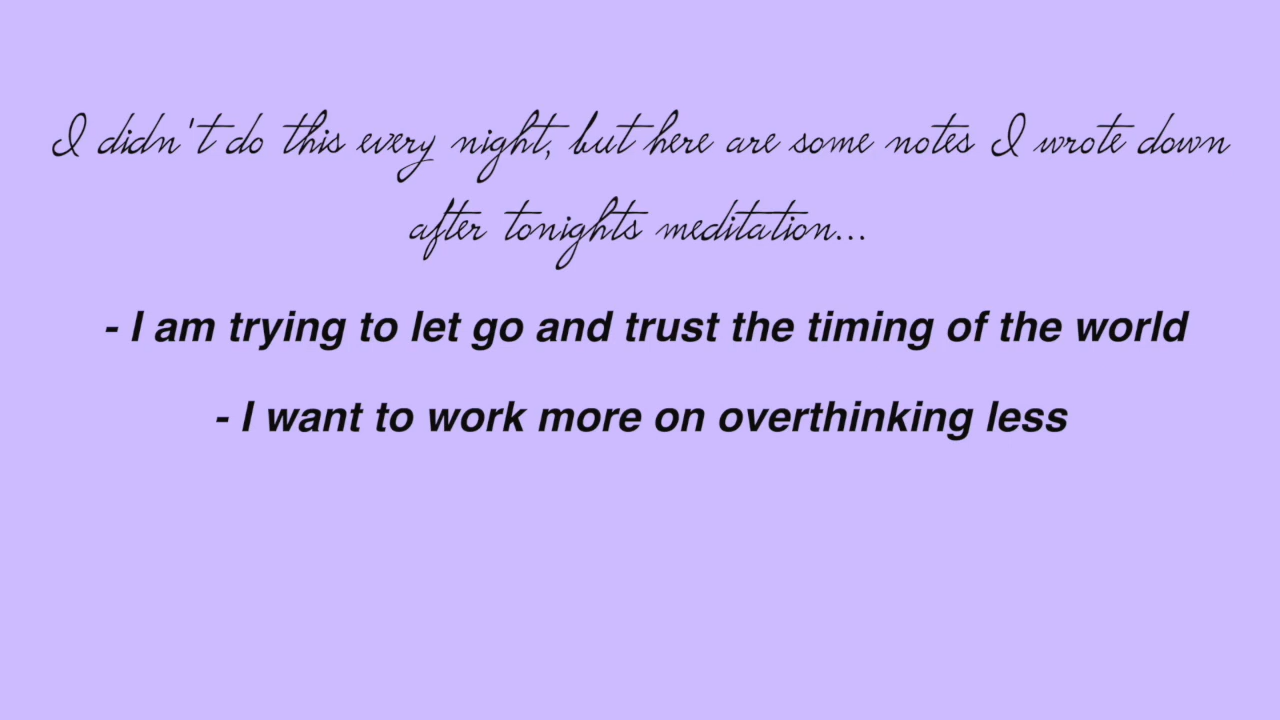 I didn't do this every night, but here are some notes I wrote down
after tonights meditation...
- I am trying to let go and trust the timing of the world
- I want to work more on overthinking less